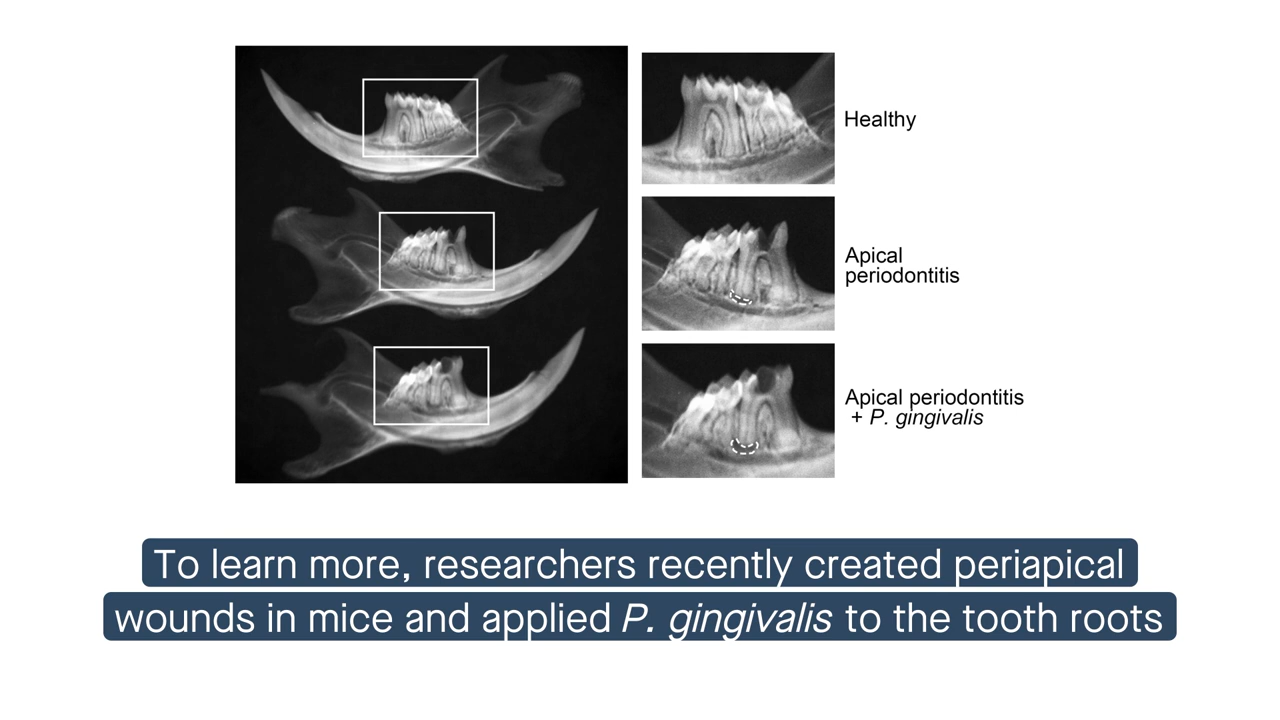 Healthy
Apical
periodontitis
Apical periodontitis
+ P. gingivalis
To learn more, researchers recently created periapical
wounds in mice and applied P. gingivalis to the tooth roots